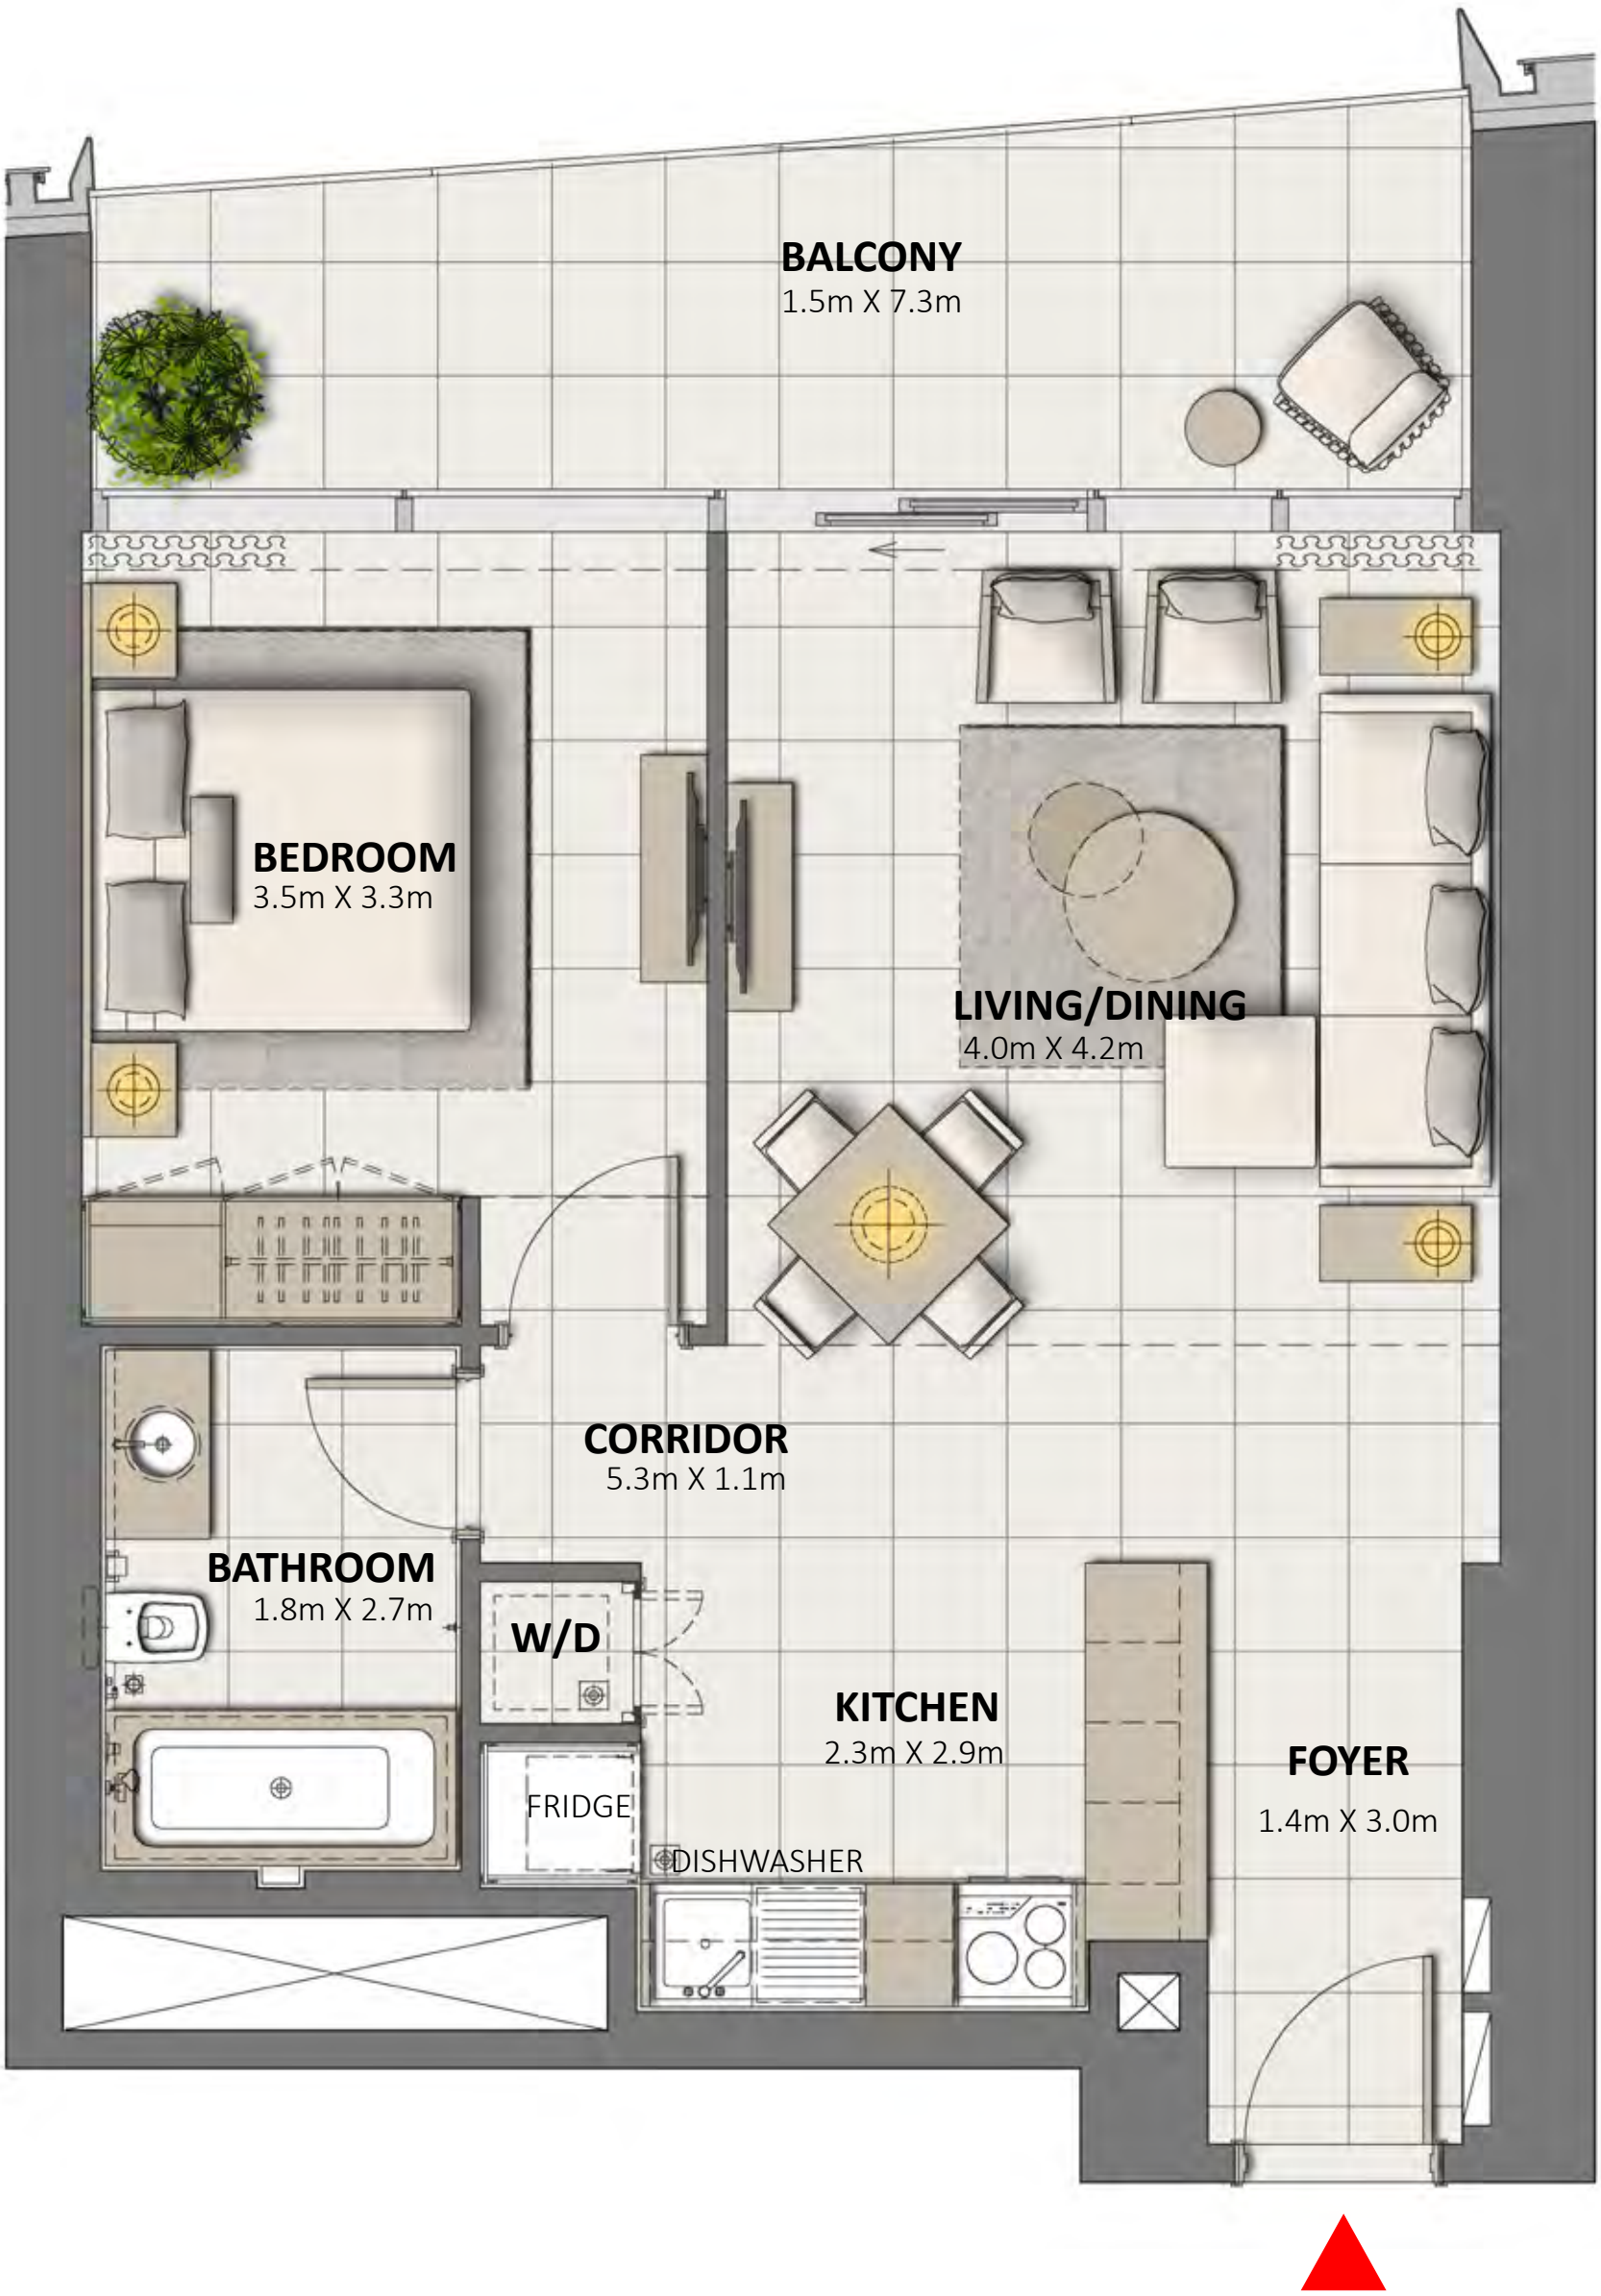 BALCONY
1.5m X 7.3m
BEDROOM
3.5m X 3.3m
LIVING/DINING
4.0m X 4.2m
CORRIDOR
5.3m X 1.1m
BATHROOM
1.8m X 2.7m
W/D
KITCHEN
2.3m X 2.9m
FOYER
1.4m X 3.0m
FRIDGE
DISHWASHER